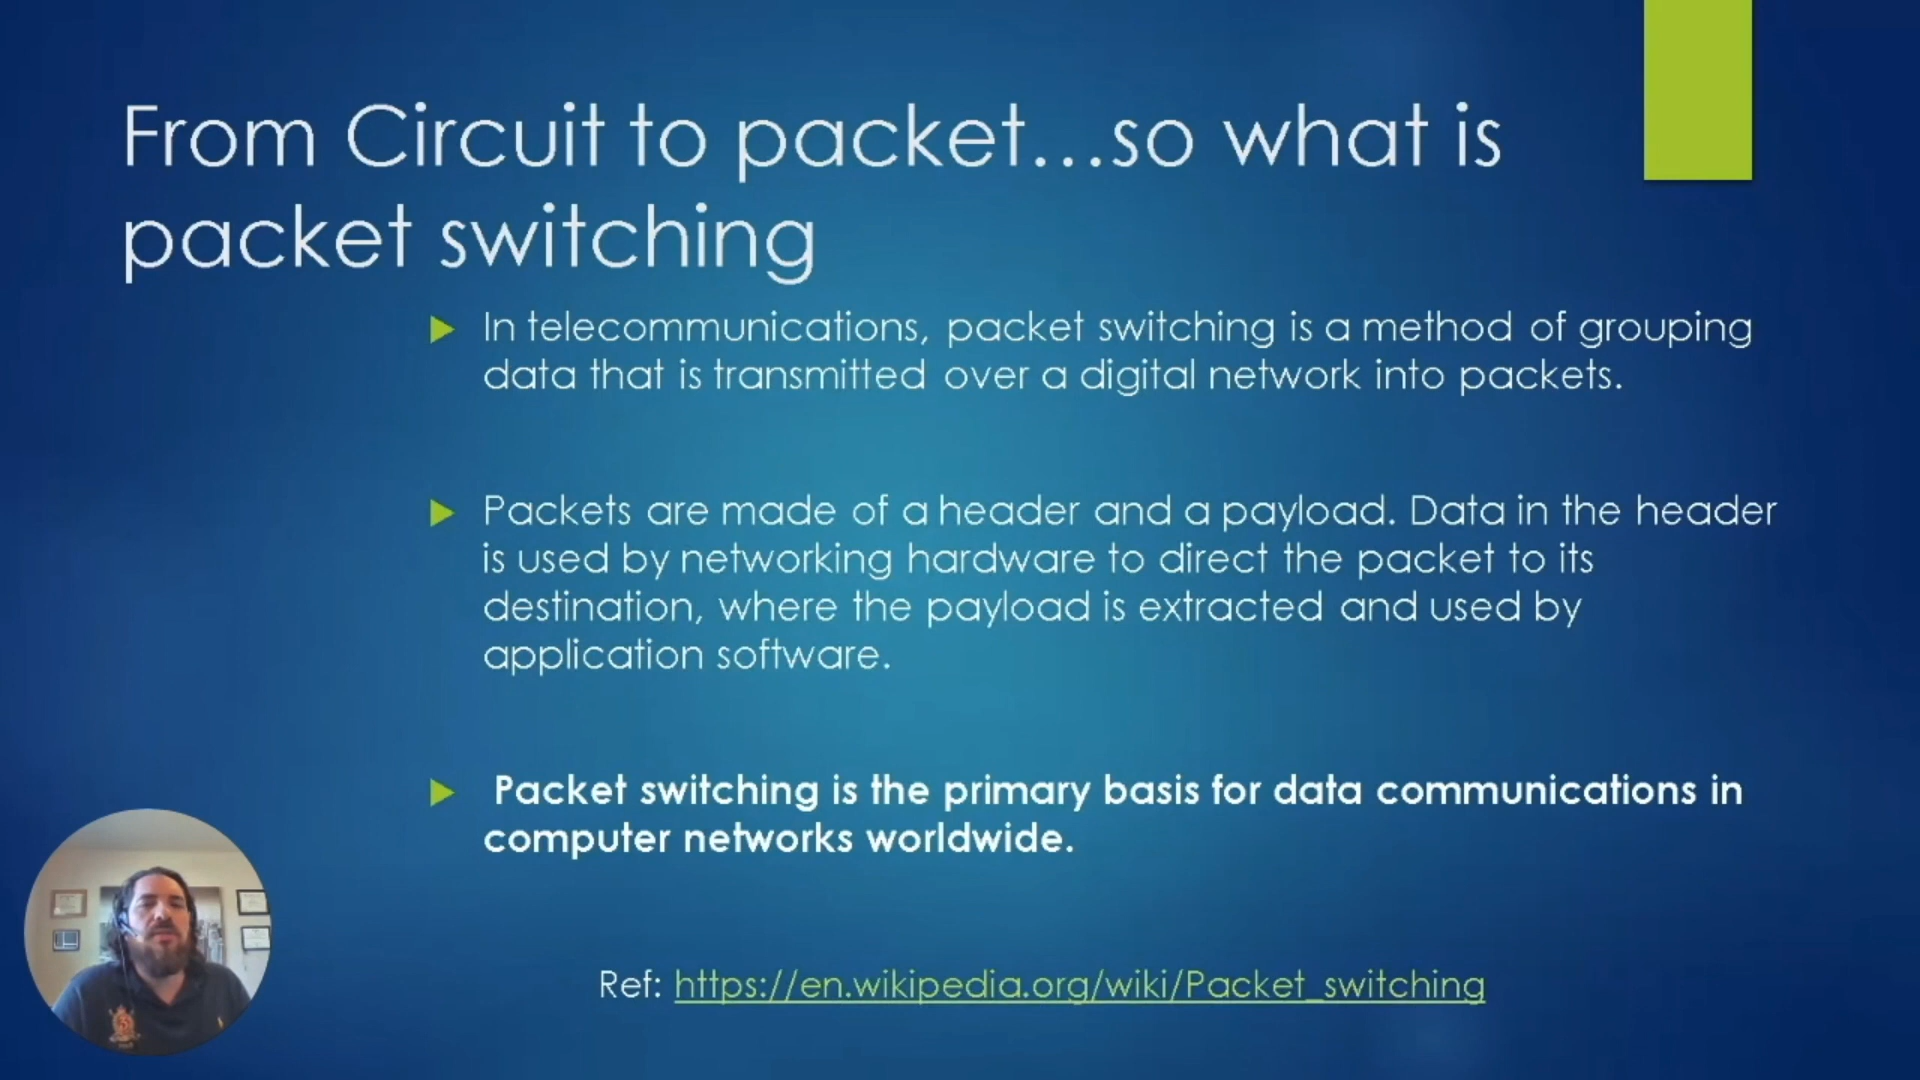 From Circuit to packet...so what is
packet switching
In telecommunications, packet switching is a method of grouping
data that is transmitted over a digital network into packets.
Packets are made of a header and a payload. Data in the header
is used by networking hardware to direct the packet to its
destination, where the payload is extracted and used by
application software.
Packet switching is the primary basis for data communications in
computer networks worldwide.
Ref: https://en.wikipedia.org/wiki/Packet_switching